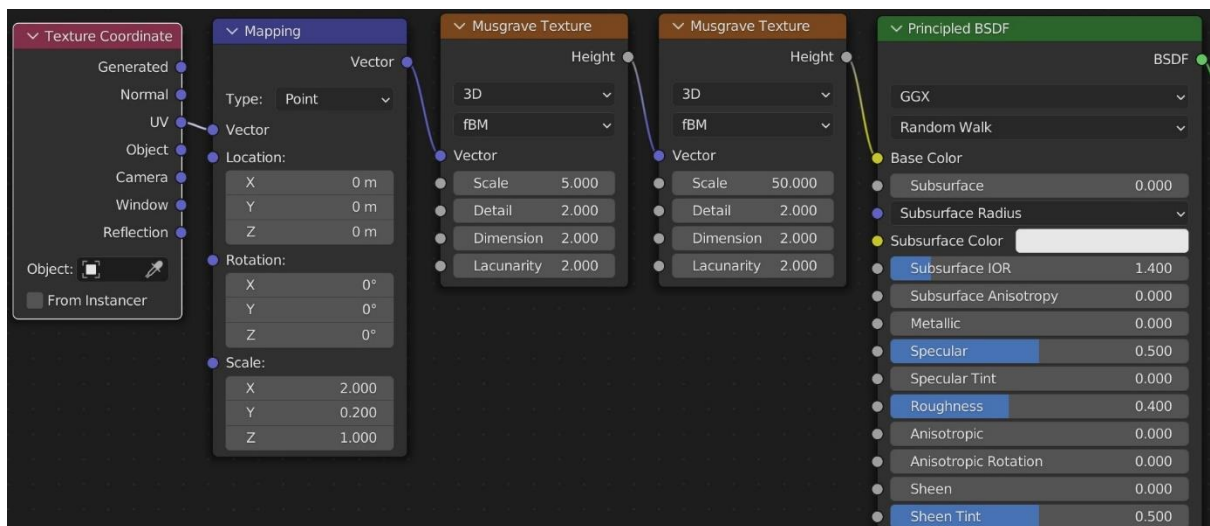 Texture Coordinate
Generated
Normal
UV
Object
Camera
Window
Reflection
Object:
From Instancer
Mapping
Vector
Type: Point
Vector
Location:
X 0 m
Y 0 m
Z 0 m
Rotation:
X 0°
Y 0°
Z 0°
Scale:
X 2.000
Y 0.200
Z 1.000
Musgrave Texture
Height
3D
fBM
Vector
Scale 5.000
Detail 2.000
Dimension 2.000
Lacunarity 2.000
Musgrave Texture
Height
3D
fBM
Vector
Scale 50.000
Detail 2.000
Dimension 2.000
Lacunarity 2.000
Principled BSDF
BSDF
GGX
Random Walk
Base Color
Subsurface 0.000
Subsurface Radius
Subsurface Color
Subsurface IOR 1.400
Subsurface Anisotropy 0.000
Metallic 0.000
Specular 0.500
Specular Tint 0.000
Roughness 0.400
Anisotropic 0.000
Anisotropic Rotation 0.000
Sheen 0.000
Sheen Tint 0.500